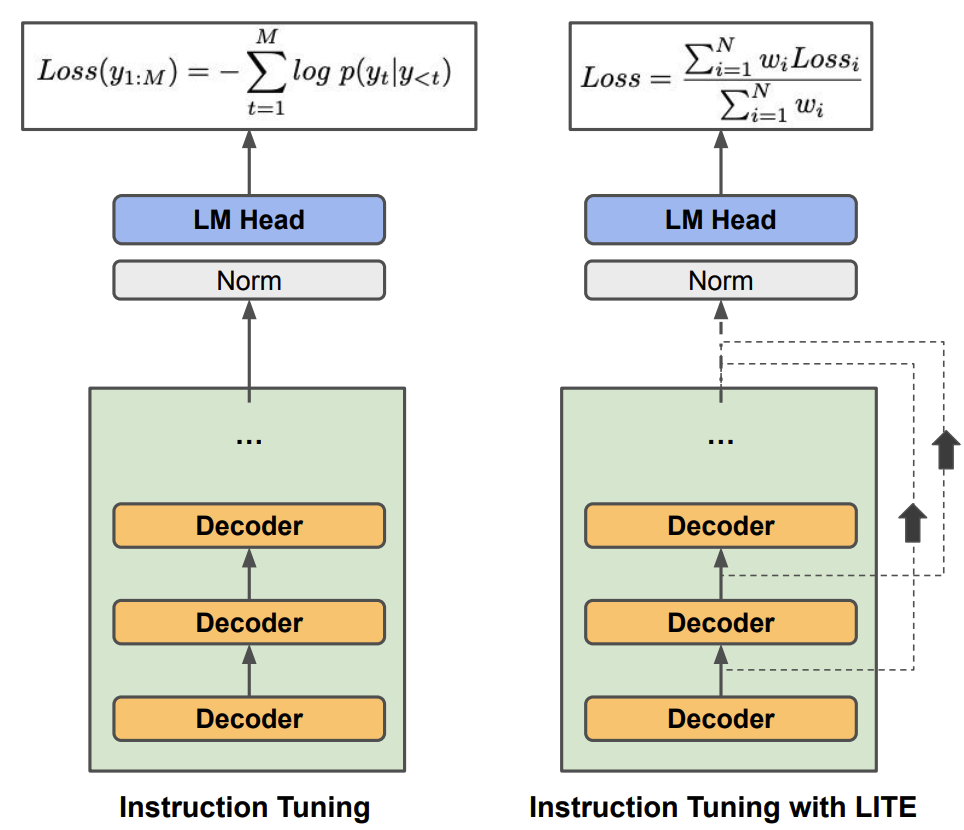 Loss(y_{1:M}) = -\sum_{t=1}^{M} log p(y_t|y_{<t})
LM Head
Norm
...
Decoder
Decoder
Decoder
Instruction Tuning
Loss = \frac{\sum_{i=1}^{N} w_i Loss_i}{\sum_{i=1}^{N} w_i}
LM Head
Norm
...
Decoder
Decoder
Decoder
Instruction Tuning with LITE